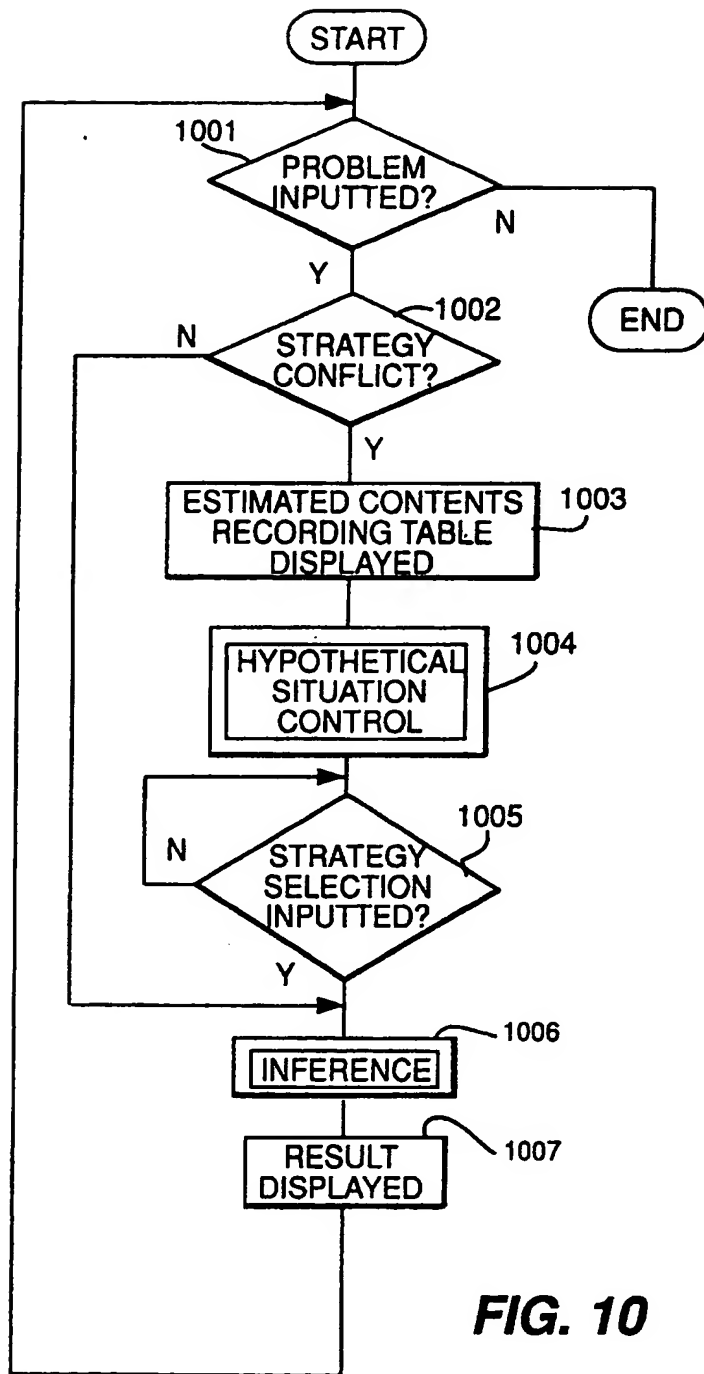 START
1001
PROBLEM
INPUTTED?
N
Y
1002
END
N
STRATEGY
CONFLICT?
Y
ESTIMATED CONTENTS
RECORDING TABLE
DISPLAYED
1003
1004
HYPOTHETICAL
SITUATION
CONTROL
1005
N
STRATEGY
SELECTION
INPUTTED?
Y
1006
INFERENCE
1007
RESULT
DISPLAYED
FIG. 10